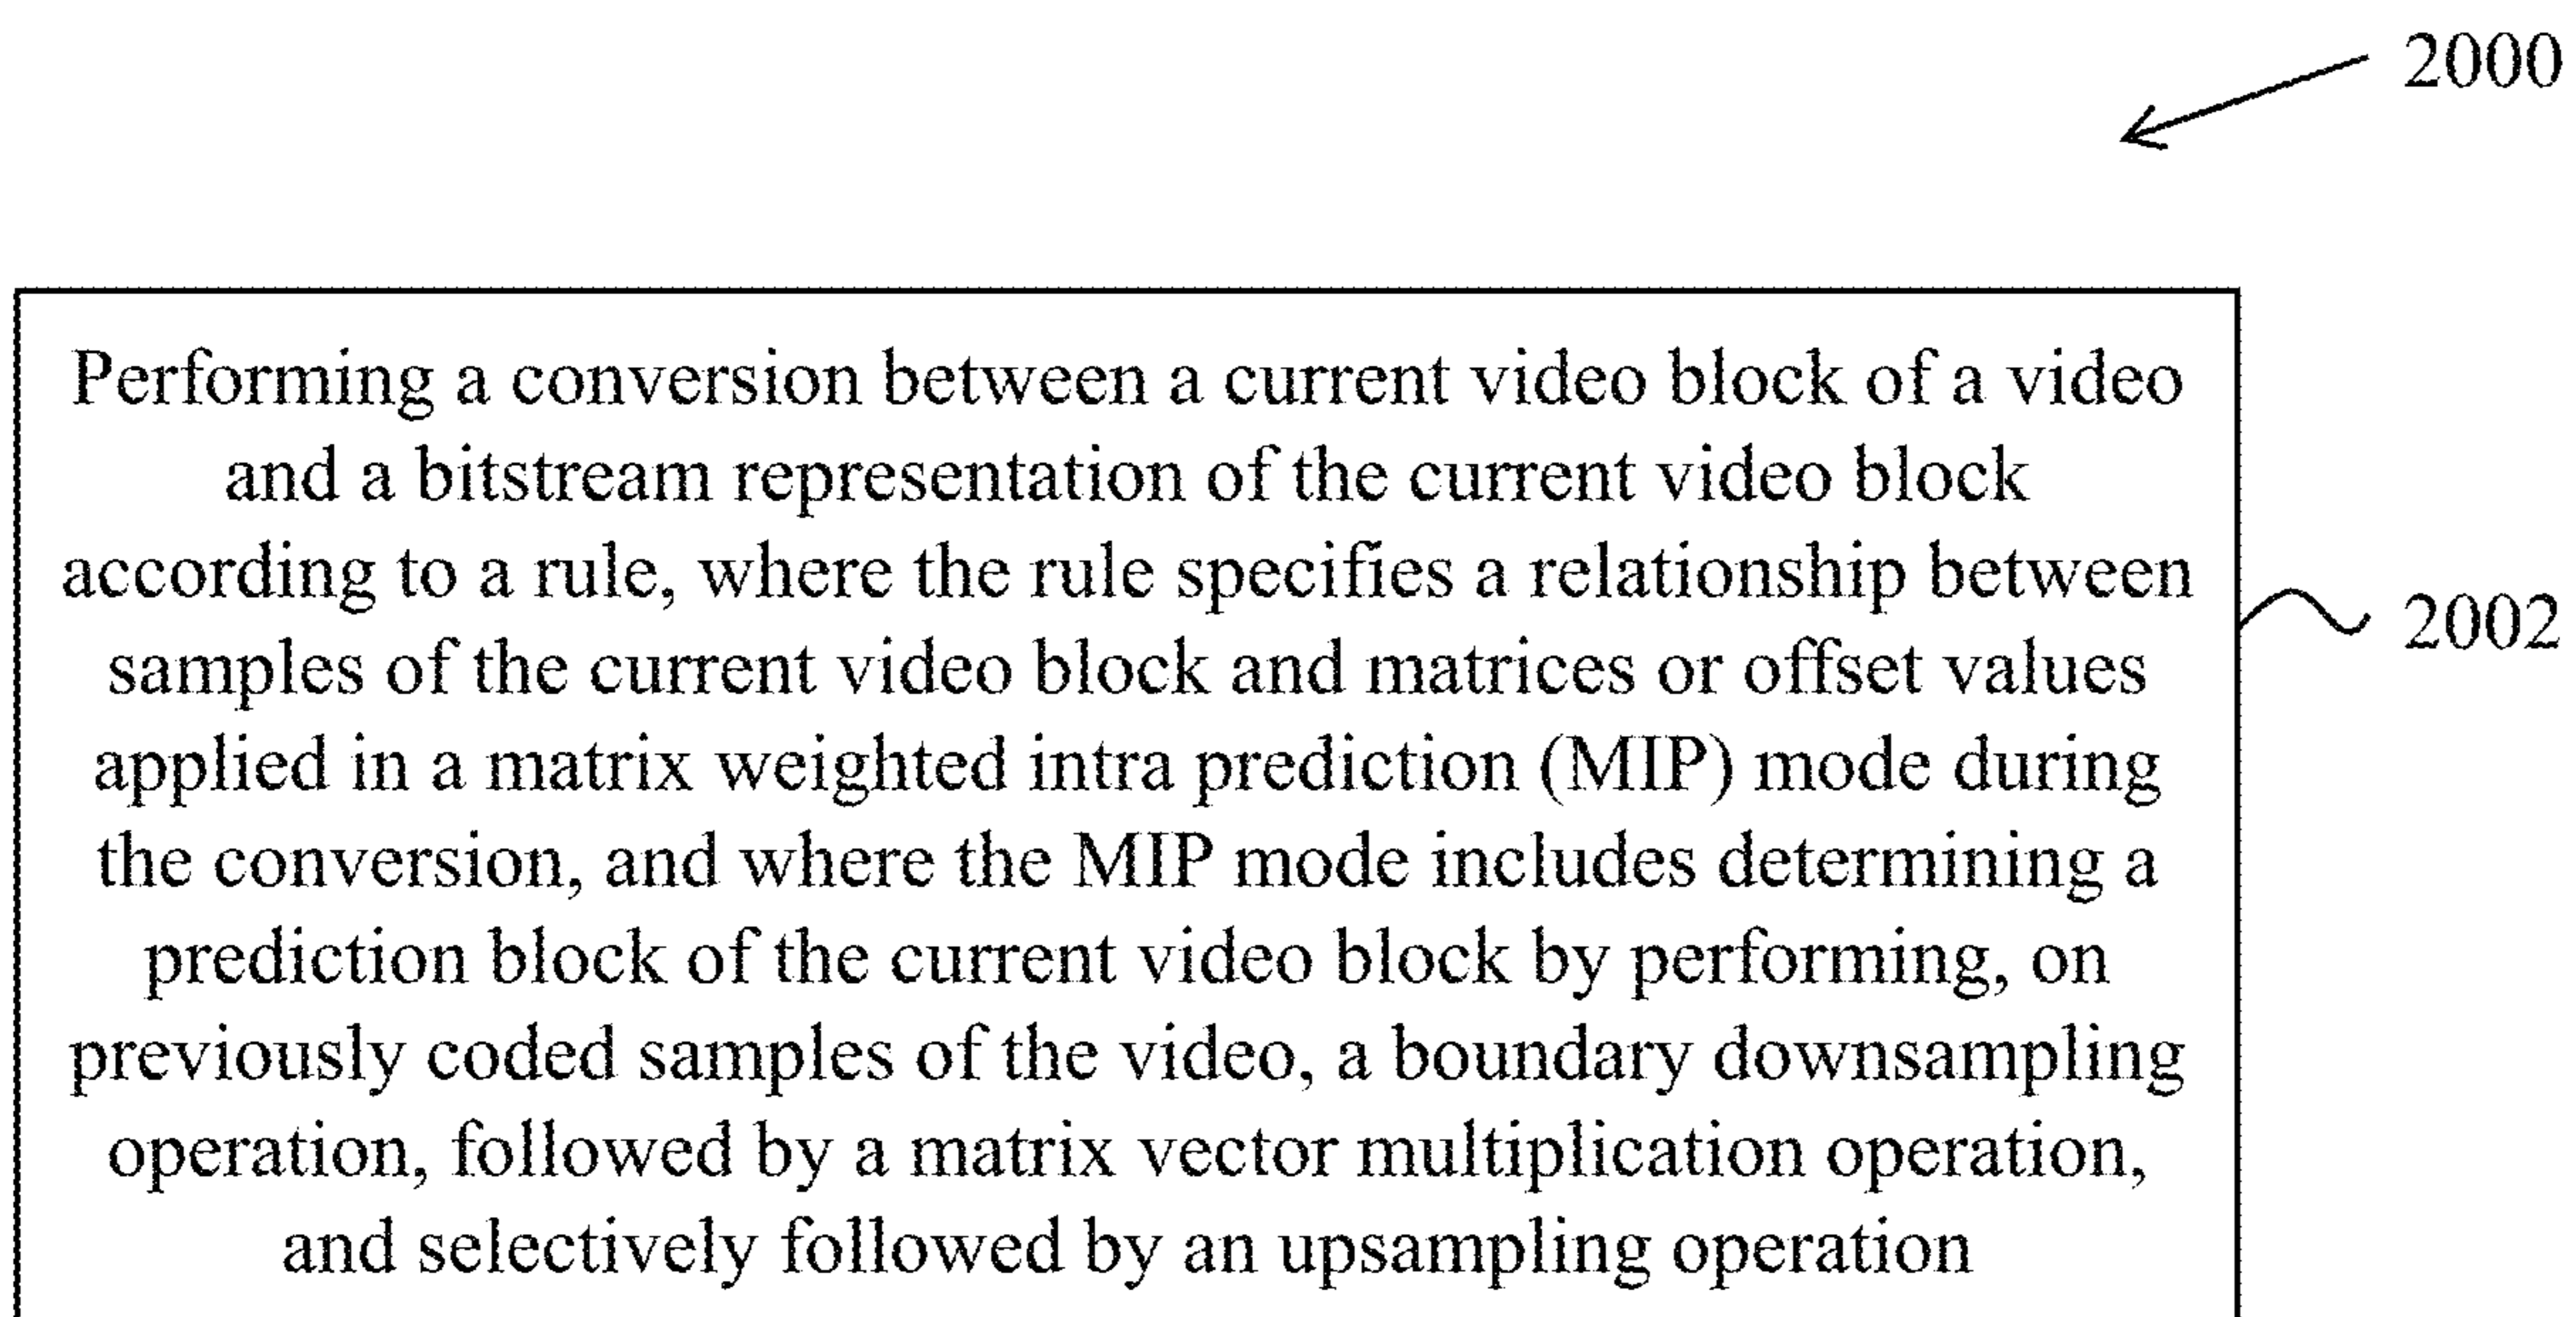 2000
Performing a conversion between a current video block of a video
and a bitstream representation of the current video block
according to a rule, where the rule specifies a relationship between
samples of the current video block and matrices or offset values
applied in a matrix weighted intra prediction (MIP) mode during
the conversion, and where the MIP mode includes determining a
prediction block of the current video block by performing, on
previously coded samples of the video, a boundary downsampling
operation, followed by a matrix vector multiplication operation,
and selectively followed by an upsampling operation
2002